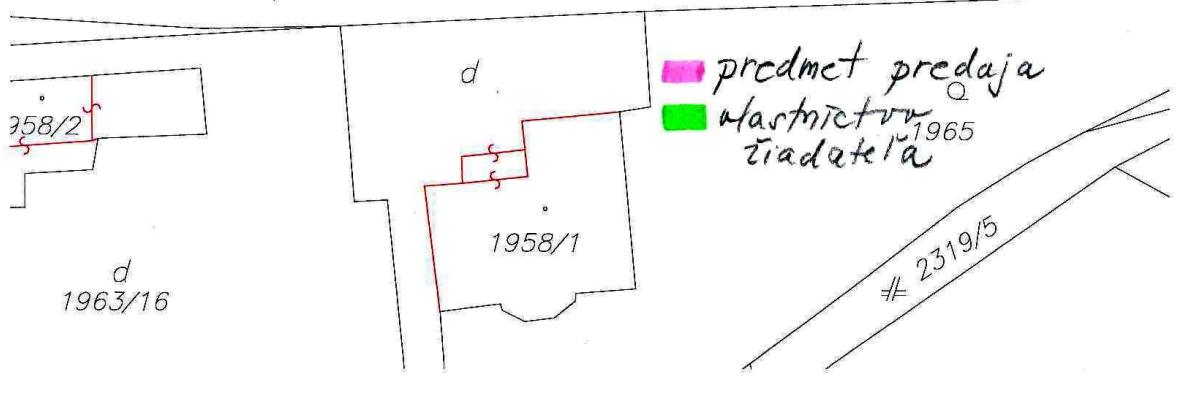 d
predmet predaja
958/2
vlastníctvo
1965
žiadateľa
1958/1
2319/5
d
1963/16